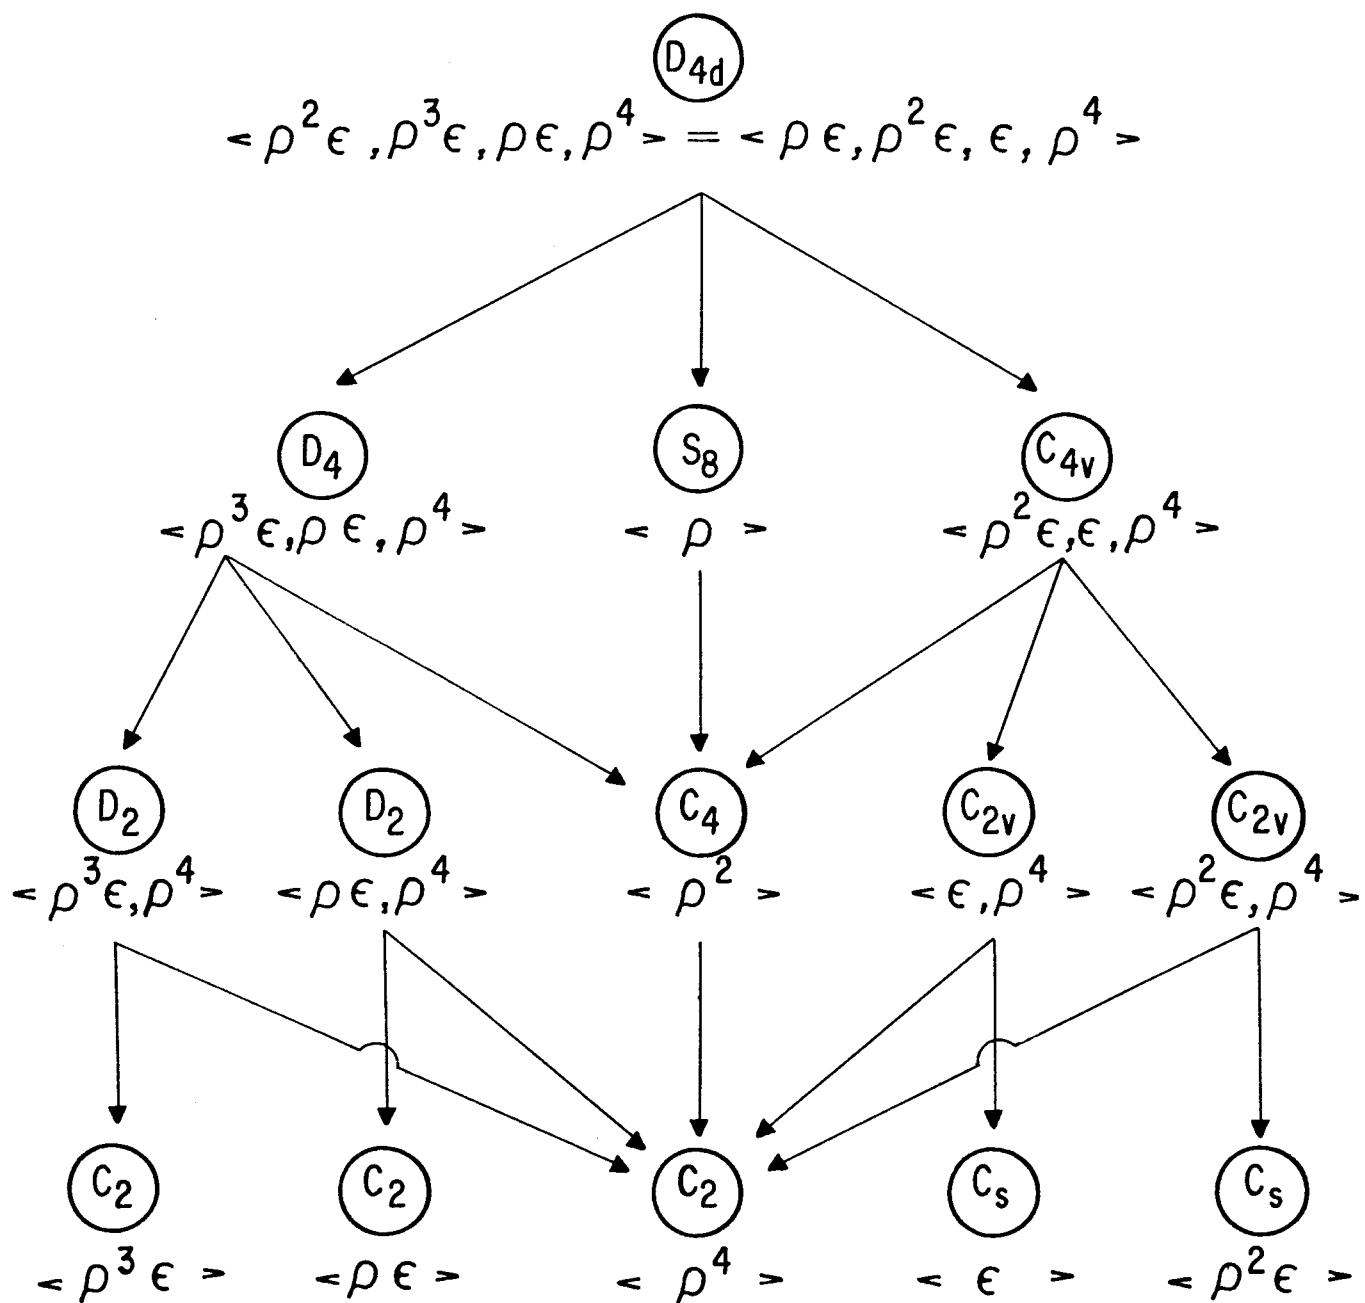 D4d
< ρ²ϵ ,ρ³ϵ, ρϵ, ρ⁴ > = < ρϵ, ρ²ϵ, ϵ, ρ⁴ >
D4 S8 C4v
< ρ³ϵ,ρϵ, ρ⁴ > < ρ > < ρ²ϵ,ϵ, ρ⁴ >
D2 D2 C4 C2v C2v
< ρ³ϵ, ρ⁴ > < ρϵ, ρ⁴ > < ρ² > < ϵ, ρ⁴ > < ρ²ϵ, ρ⁴ >
C2 C2 C2 Cs Cs
< ρ³ϵ > < ρϵ > < ρ⁴ > < ϵ > < ρ²ϵ >